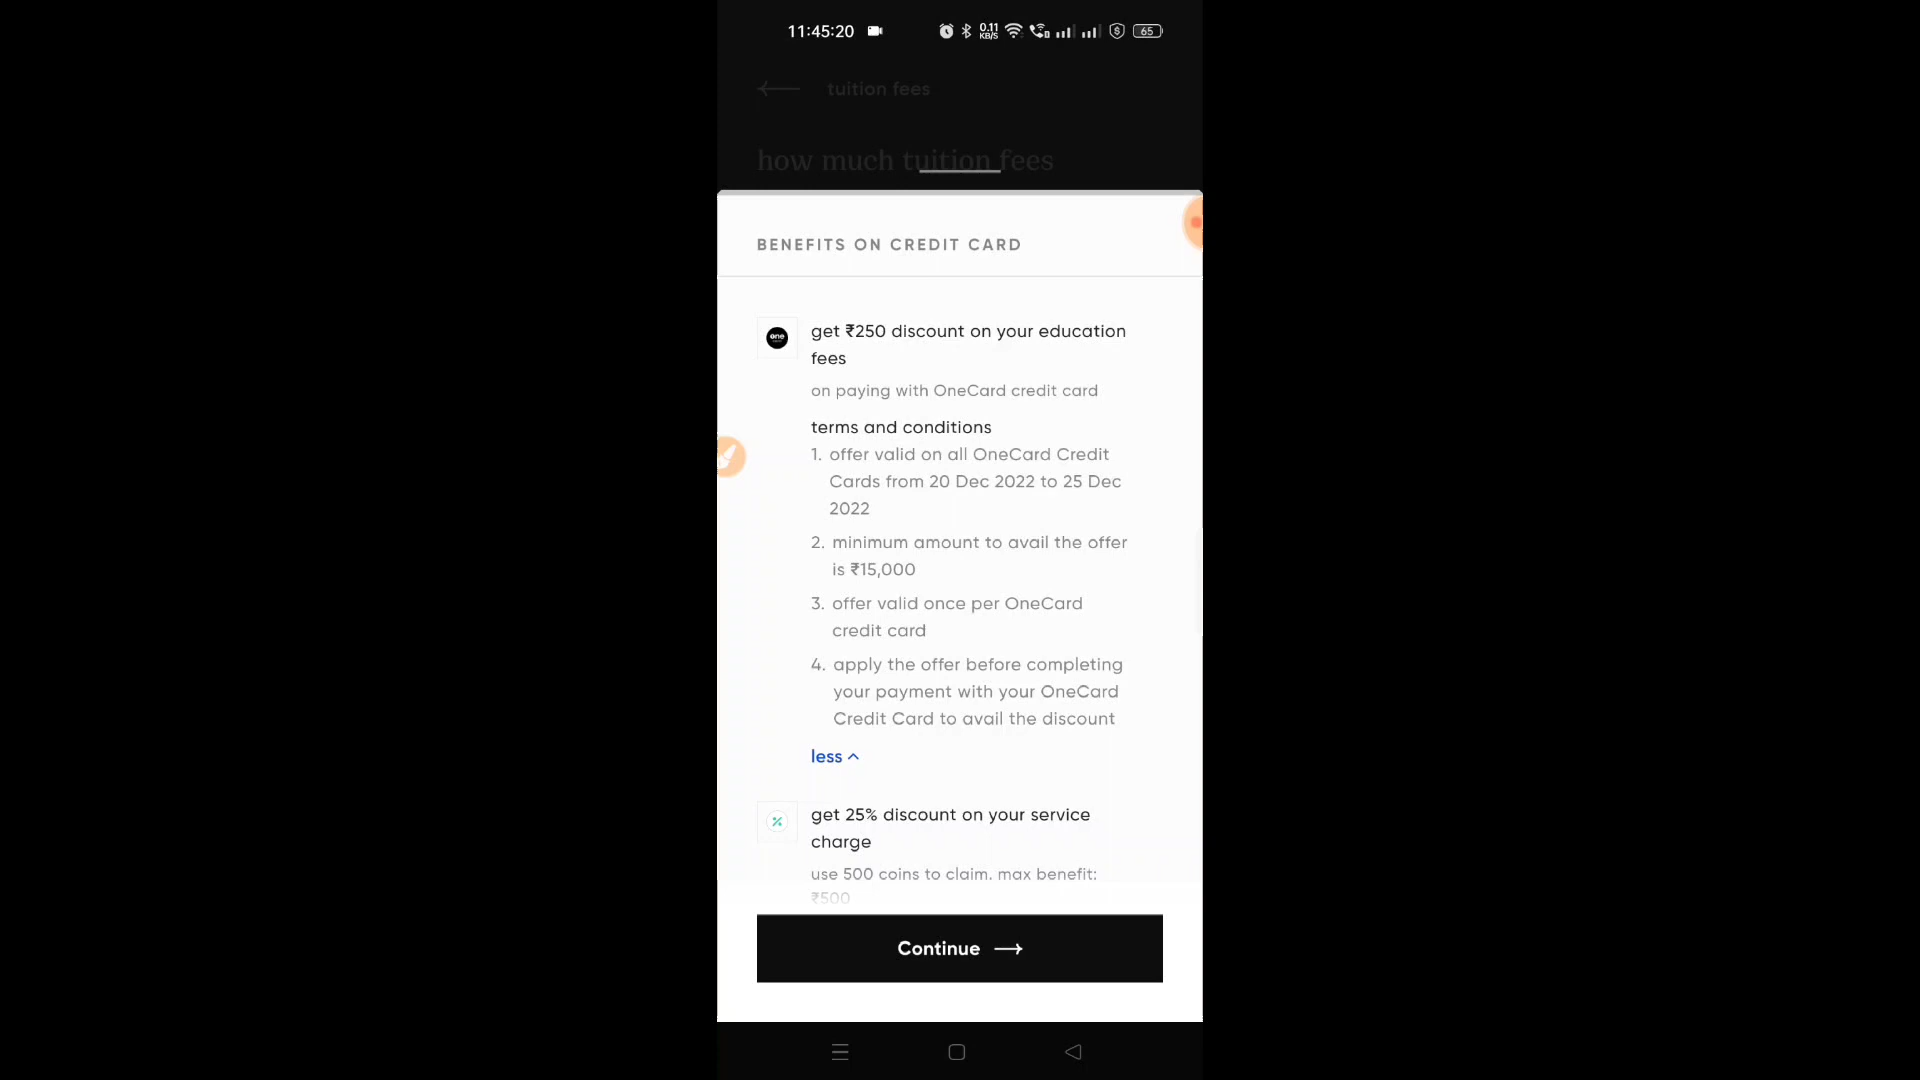 11:45:20
0.11
KB/S
65
tuition fees
how much tuition fees
BENEFITS ON CREDIT CARD
one
get ₹250 discount on your education
fees
on paying with OneCard credit card
terms and conditions
1. offer valid on all OneCard Credit
Cards from 20 Dec 2022 to 25 Dec
2022
2. minimum amount to avail the offer
is ₹15,000
3. offer valid once per OneCard
credit card
4. apply the offer before completing
your payment with your OneCard
Credit Card to avail the discount
less
get 25% discount on your service
charge
use 500 coins to claim. max benefit:
₹500
Continue